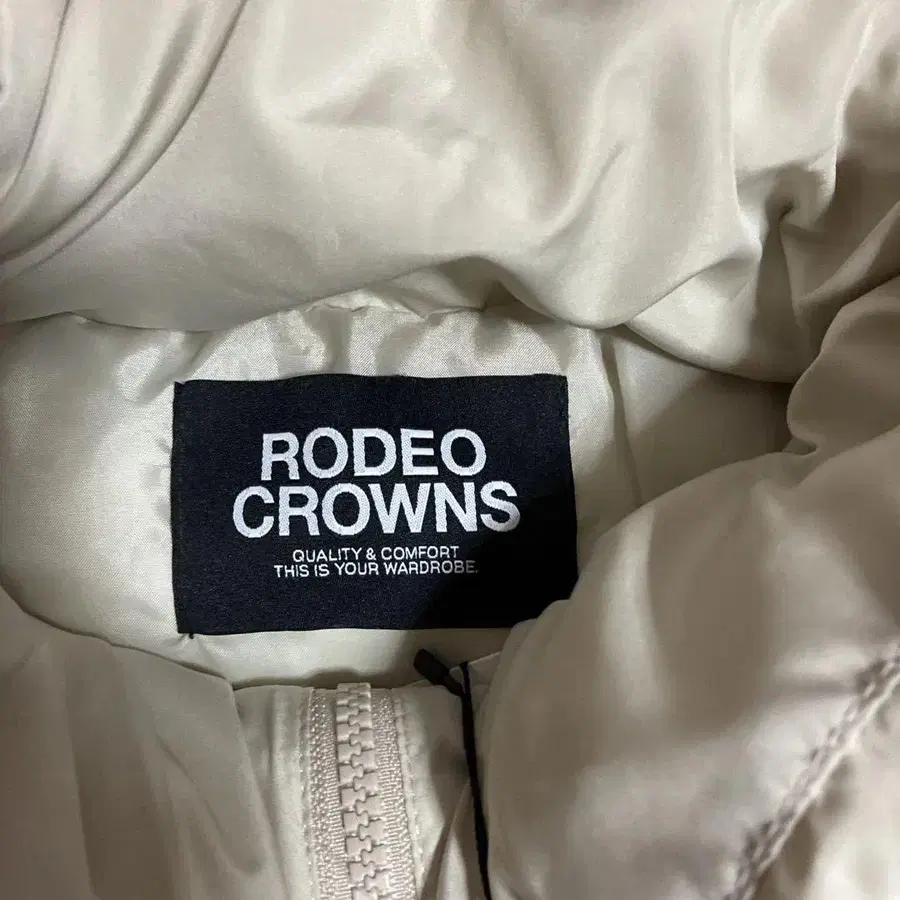 RODEO
CROWNS
QUALITY & COMFORT
THIS IS YOUR WARDROBE.